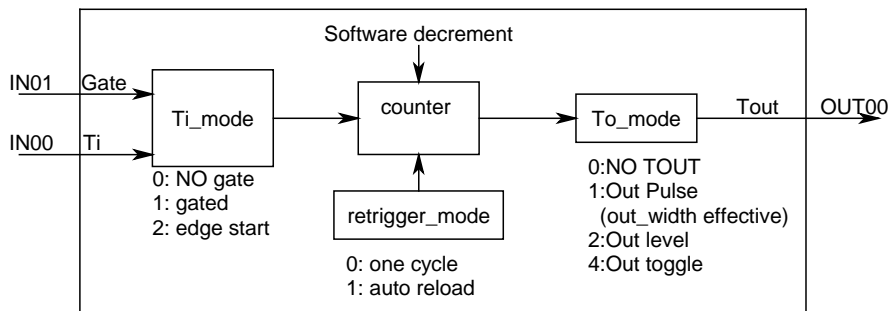 Software decrement
IN01 Gate
Ti_mode
counter
To_mode
Tout
OUT00
IN00 Ti
0: NO gate
1: gated
2: edge start
retrigger_mode
0: one cycle
1: auto reload
0:NO TOUT
1:Out Pulse
(out_width effective)
2:Out level
4:Out toggle